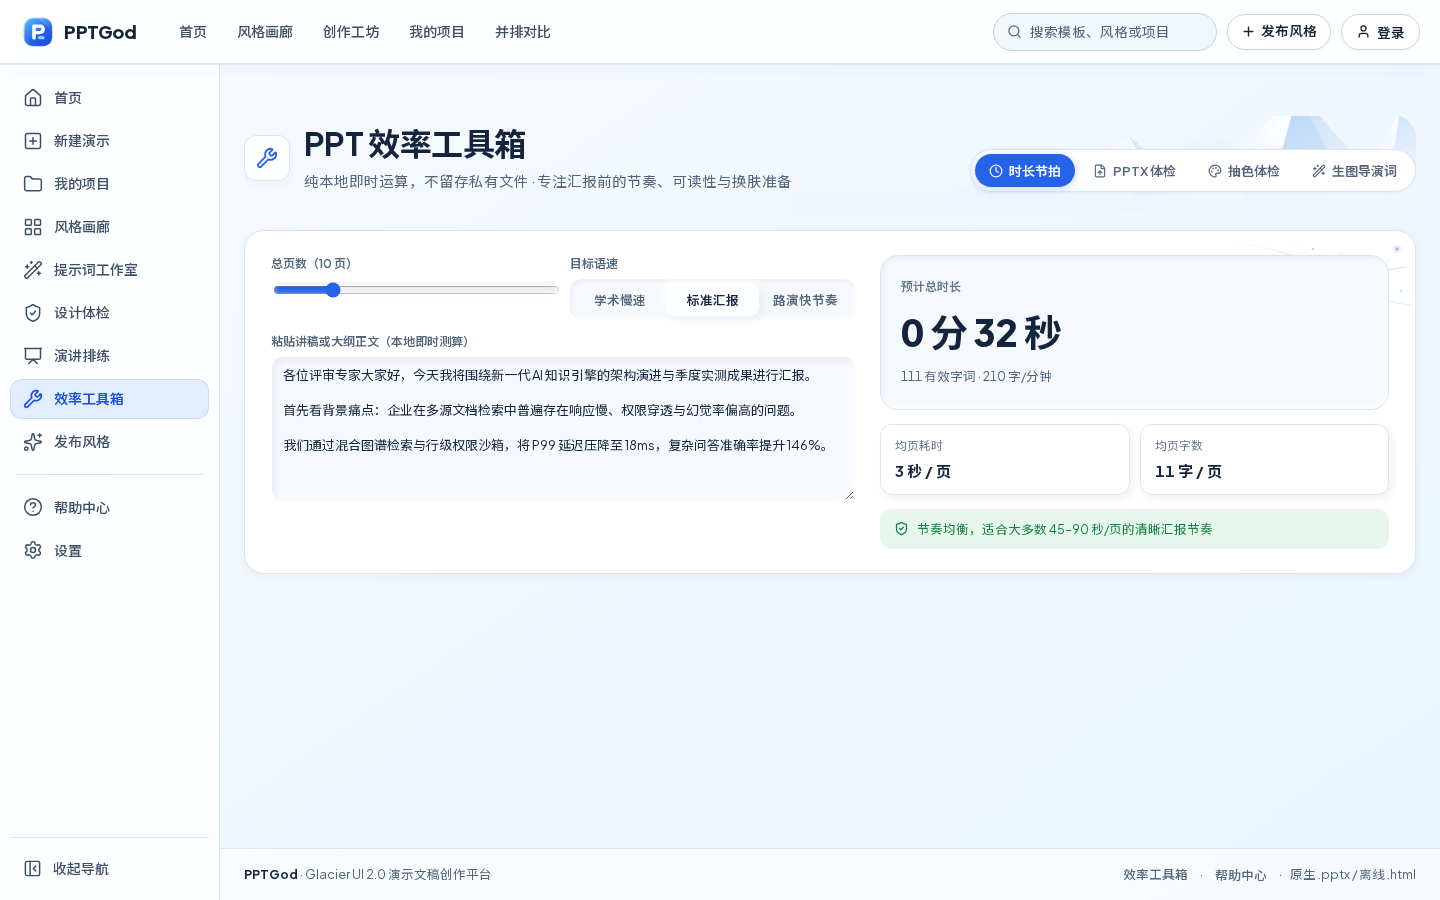 PPTGod
首页
风格画廊
创作工坊
我的项目
并排对比
搜索模板、风格或项目
发布风格
登录
首页
新建演示
我的项目
风格画廊
提示词工作室
设计体检
演讲排练
效率工具箱
发布风格
帮助中心
设置
收起导航
PPT 效率工具箱
纯本地即时运算，不留存私有文件 · 专注汇报前的节奏、可读性与换肤准备
时长节拍
PPTX 体检
抽色体检
生图导演词
总页数（10 页）
目标语速
学术慢速
标准汇报
路演快节奏
粘贴讲稿或大纲正文（本地即时测算）
各位评审专家大家好，今天我将围绕新一代 AI 知识引擎的架构演进与季度实测成果进行汇报。
首先看背景痛点：企业在多源文档检索中普遍存在响应慢、权限穿透与幻觉率偏高的问题。
我们通过混合图谱检索与行级权限沙箱，将 P99 延迟压降至 18ms，复杂问答准确率提升 146%。
预计总时长
0 分 32 秒
111 有效字词 · 210 字/分钟
均页耗时
3 秒 / 页
均页字数
11 字 / 页
节奏均衡，适合大多数 45-90 秒/页的清晰汇报节奏
PPTGod · Glacier UI 2.0 演示文稿创作平台
效率工具箱 · 帮助中心 · 原生 .pptx / 离线 .html